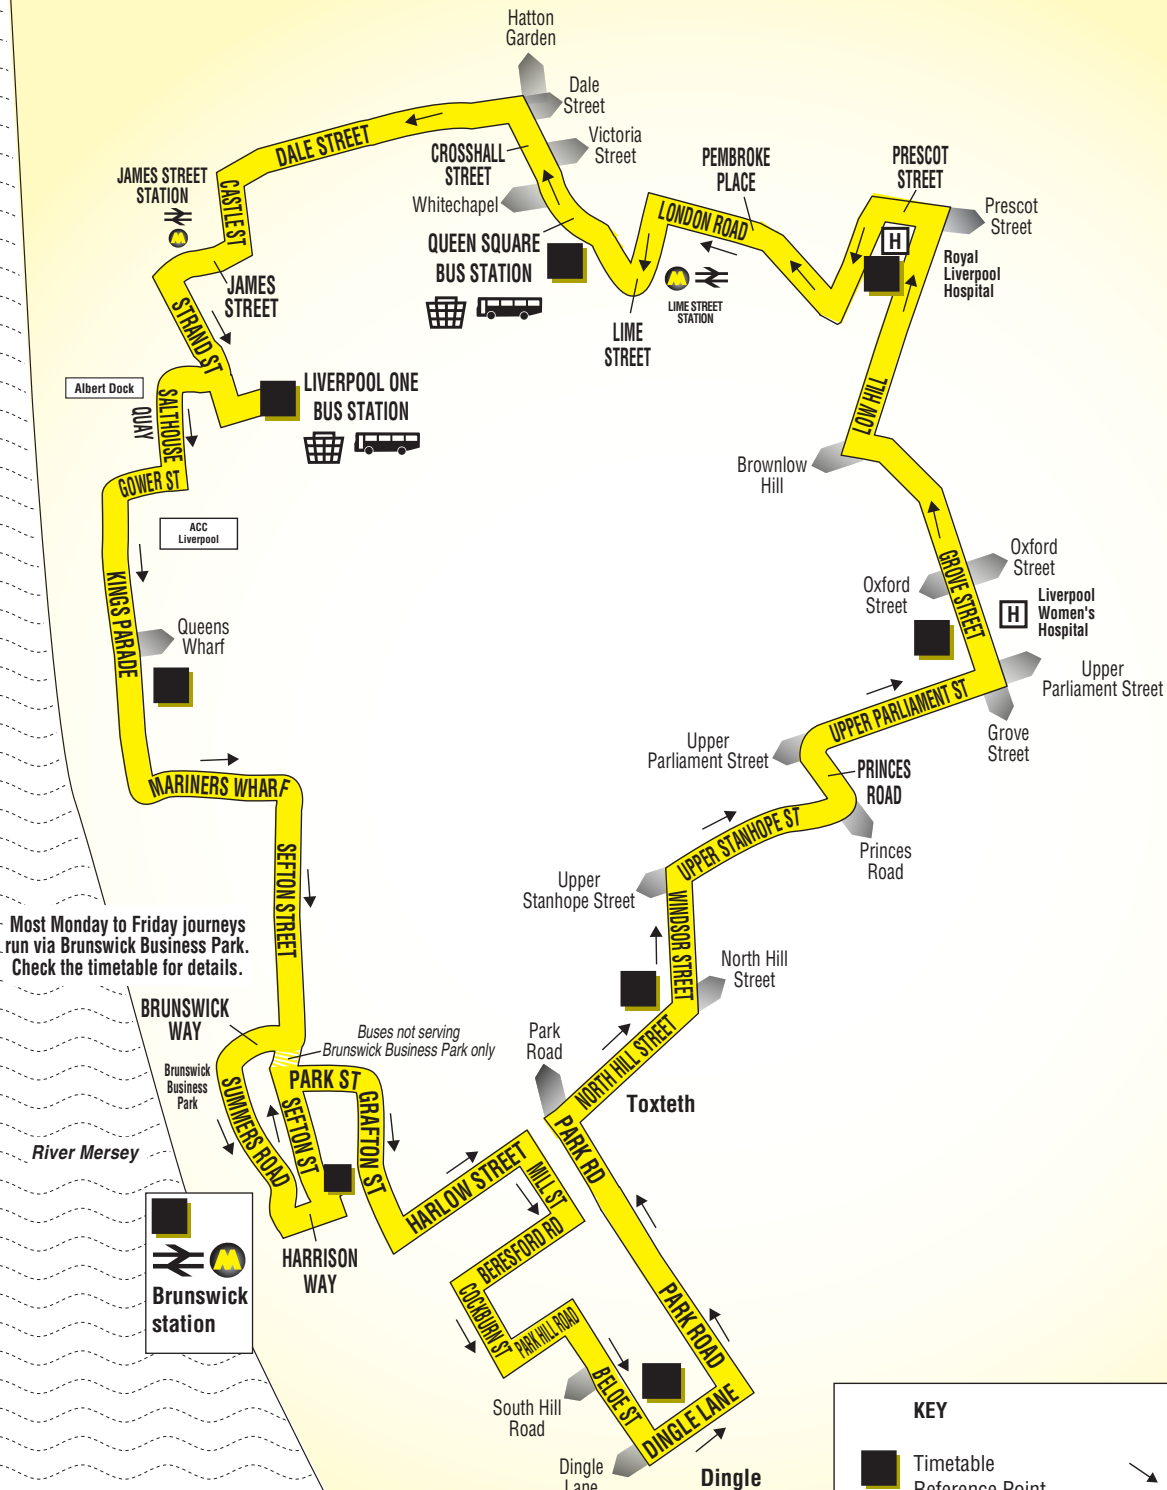 Hatton
Garden
Dale
Street
Victoria
Street
CROSSHALL
STREET
Whitechapel
DALE STREET
JAMES STREET
STATION
CASTLE ST
JAMES
STREET
STRAND ST
QUEEN SQUARE
BUS STATION
PEMBROKE
PLACE
LONDON ROAD
PRESCOT
STREET
Prescot
Street
H
Royal
Liverpool
Hospital
LIME STREET
STATION
LIME
STREET
LOW HILL
Albert Dock
SALTHOUSE
QUAY
LIVERPOOL ONE
BUS STATION
GOWER ST
Brownlow
Hill
ACC
Liverpool
KINGS PARADE
Queens
Wharf
Oxford
Street
Oxford
Street
GROVE STREET
H
Liverpool
Women's
Hospital
Upper
Parliament Street
UPPER PARLIAMENT ST
Grove
Street
Upper
Parliament Street
PRINCES
ROAD
MARINERS WHARF
UPPER STANHOPE ST
Princes
Road
Upper
Stanhope Street
SEFTON STREET
WINDSOR STREET
Most Monday to Friday journeys
run via Brunswick Business Park.
Check the timetable for details.
North Hill
Street
BRUNSWICK
WAY
Buses not serving
Brunswick Business Park only
Park
Road
NORTH HILL STREET
Toxteth
Brunswick
Business
Park
SUMMERS ROAD
PARK ST
SEFTON ST
GRAFTON ST
PARK RD
River Mersey
HARLOW STREET
MILL ST
BERESFORD RD
HARRISON
WAY
Brunswick
station
COCKBURN ST
PARK HILL ROAD
PARK ROAD
BELOE ST
South Hill
Road
DINGLE LANE
Dingle
Lane
Dingle
KEY
Timetable
Reference Point